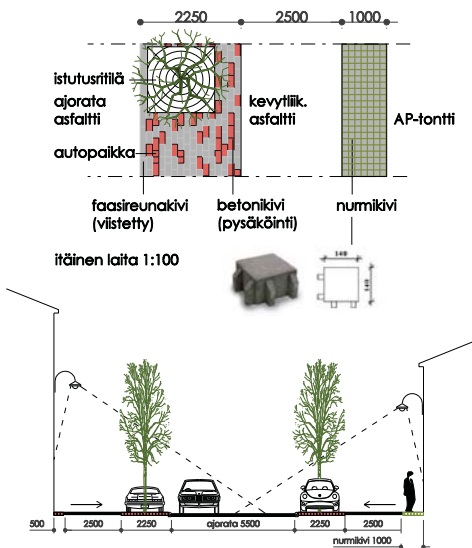 2250 2500 1000
istutusritilä
ajorata
asfaltti
kevytliik.
asfaltti
AP-tontti
autopaikka
faasireunakivi
(viistetty)
betonikivi
(pysäköinti)
nurmikivi
itäinen laita 1:100
140
140
500 2500 2250 ajorata 5500 2250 2500
nurmikivi 1000